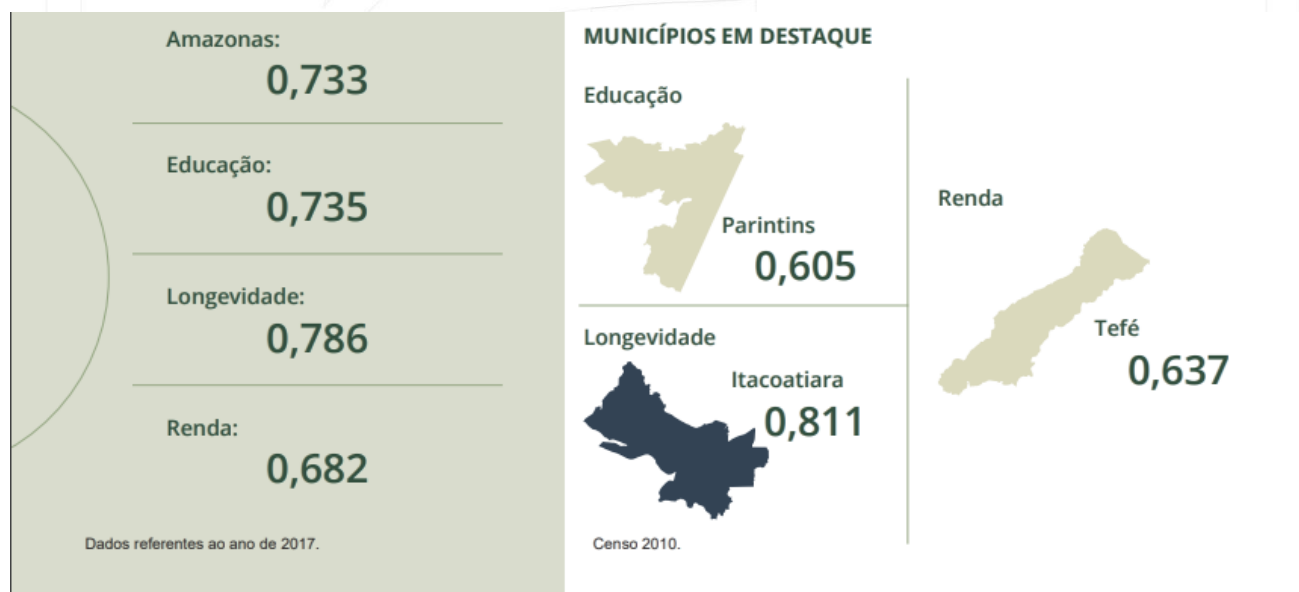 Amazonas:
0,733
Educação:
0,735
Longevidade:
0,786
Renda:
0,682
Dados referentes ao ano de 2017.
MUNICÍPIOS EM DESTAQUE
Educação
Parintins
0,605
Longevidade
Itacoatiara
0,811
Censo 2010.
Renda
Tefé
0,637